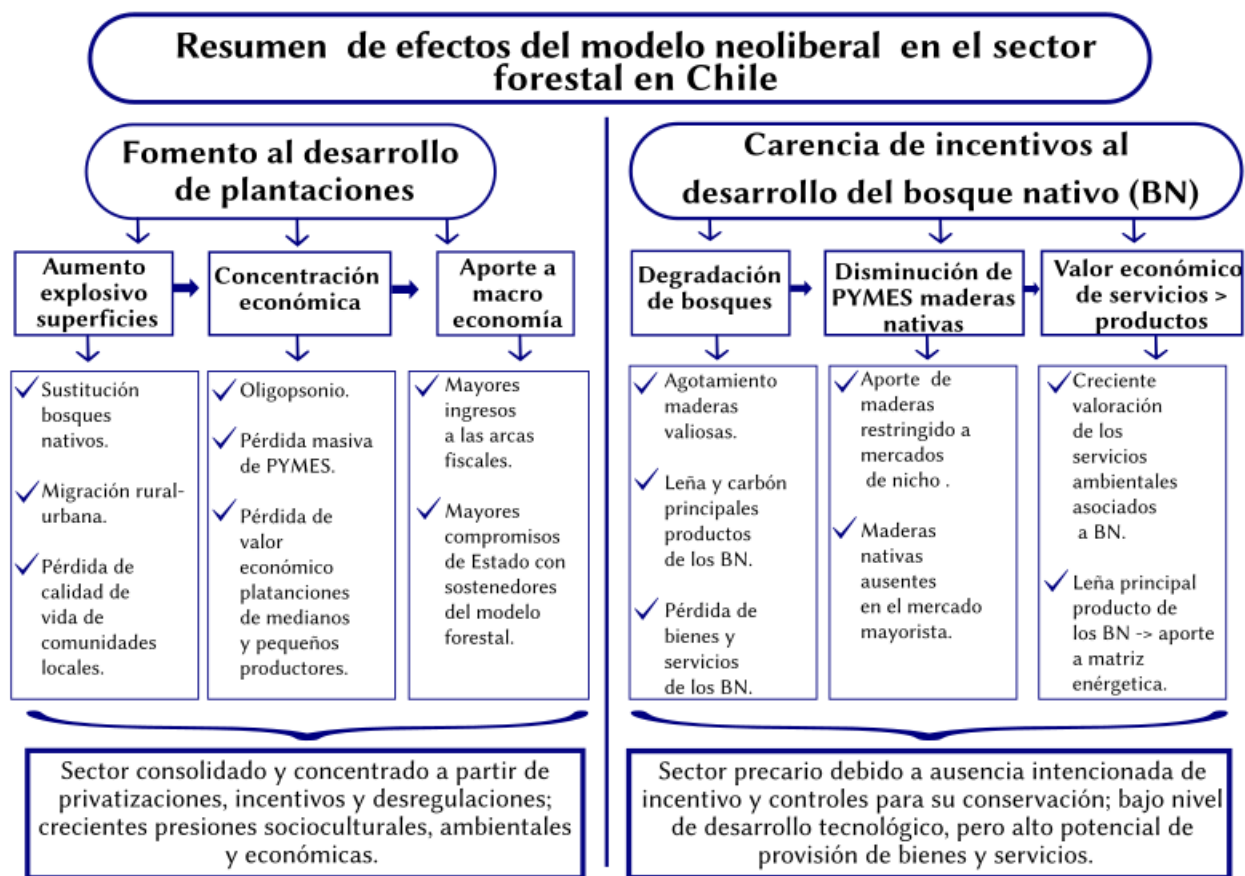 Resumen de efectos del modelo neoliberal en el sector
forestal en Chile
Fomento al desarrollo
de plantaciones
Aumento
explosivo
superficies
Concentración
económica
Aporte a
macro
economía
Sustitución
bosques
nativos.
Migración rural-
urbana.
Pérdida de
calidad de
vida de
comunidades
locales.
Oligopsonio.
Pérdida masiva
de PYMES.
Pérdida de
valor
económico
platanciones
de medianos
y pequeños
productores.
Mayores
ingresos
a las arcas
fiscales.
Mayores
compromisos
de Estado con
sostenedores
del modelo
forestal.
Sector consolidado y concentrado a partir de
privatizaciones, incentivos y desregulaciones;
crecientes presiones socioculturales, ambientales
y económicas.
Carencia de incentivos al
desarrollo del bosque nativo (BN)
Degradación
de bosques
Disminución de
PYMES maderas
nativas
Valor económico
de servicios >
productos
Agotamiento
maderas
valiosas.
Leña y carbón
principales
productos
de los BN.
Pérdida de
bienes y
servicios
de los BN.
Aporte de
maderas
restringido a
mercados
de nicho .
Maderas
nativas
ausentes
en el mercado
mayorista.
Creciente
valoración
de los
servicios
ambientales
asociados
a BN.
Leña principal
producto de
los BN -> aporte
a matriz
enérgetica.
Sector precario debido a ausencia intencionada de
incentivo y controles para su conservación; bajo nivel
de desarrollo tecnológico, pero alto potencial de
provisión de bienes y servicios.